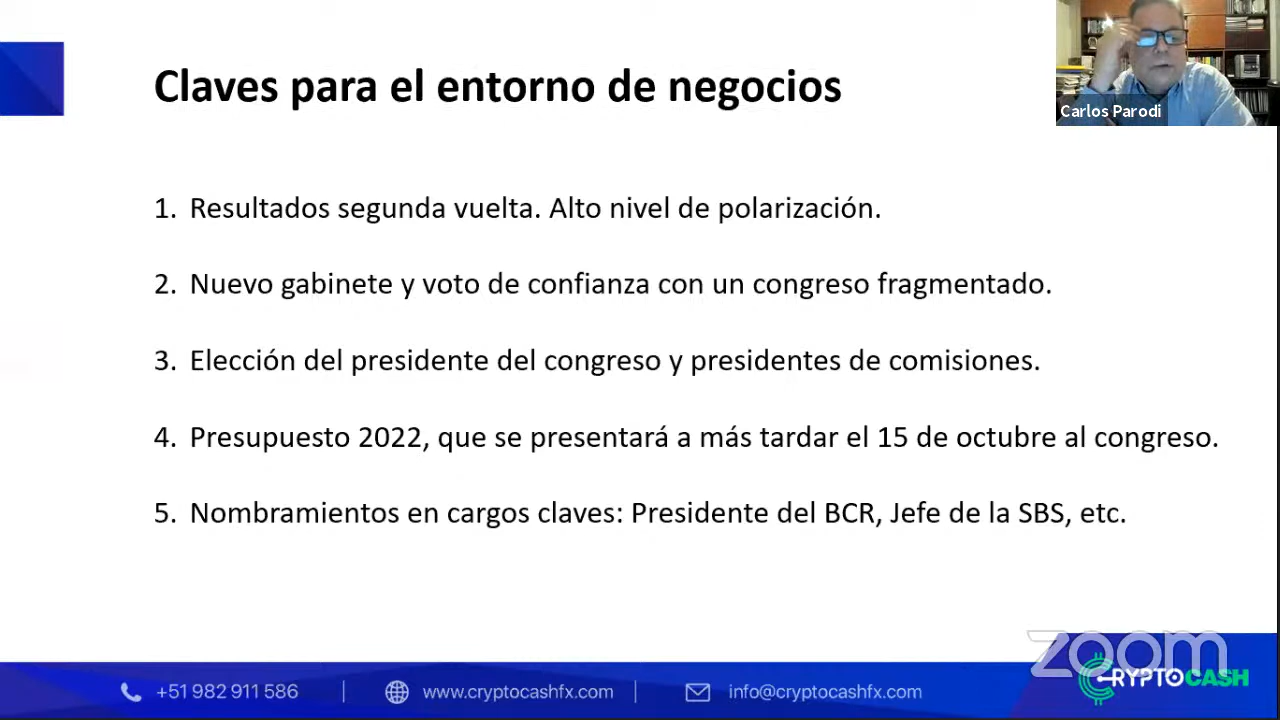 Claves para el entorno de negocios
Carlos Parodi
1. Resultados segunda vuelta. Alto nivel de polarización.
2. Nuevo gabinete y voto de confianza con un congreso fragmentado.
3. Elección del presidente del congreso y presidentes de comisiones.
4. Presupuesto 2022, que se presentará a más tardar el 15 de octubre al congreso.
5. Nombramientos en cargos claves: Presidente del BCR, Jefe de la SBS, etc.
zoom
+51 982 911 586
www.cryptocashfx.com
info@cryptocashfx.com
CRYPTOCASH